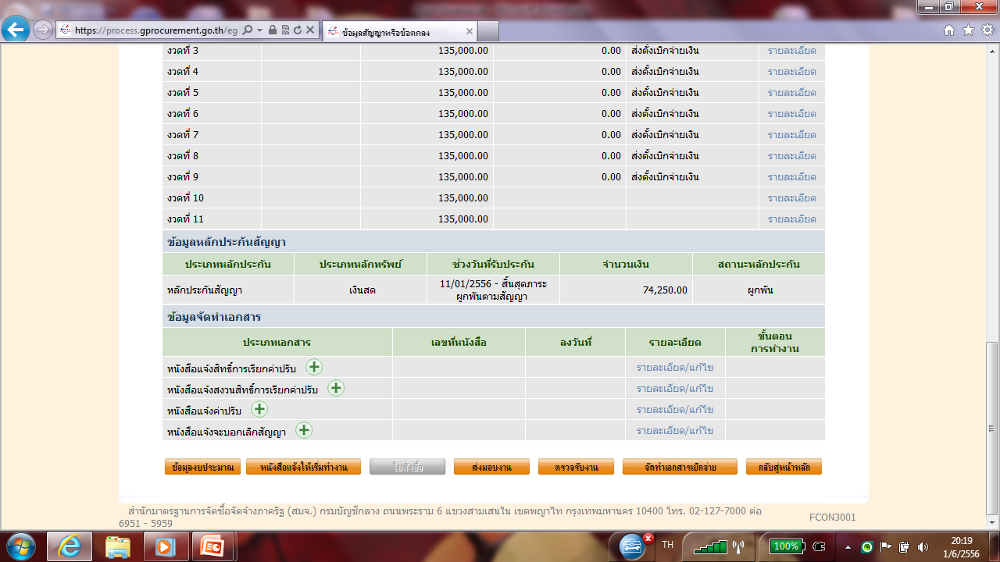 https://process.gprocurement.go.th/eg
ข้อมูลสัญญาหรือข้อตกลง
งวดที่ 3 135,000.00 0.00 ส่งตั้งเบิกจ่ายเงิน รายละเอียด
งวดที่ 4 135,000.00 0.00 ส่งตั้งเบิกจ่ายเงิน รายละเอียด
งวดที่ 5 135,000.00 0.00 ส่งตั้งเบิกจ่ายเงิน รายละเอียด
งวดที่ 6 135,000.00 0.00 ส่งตั้งเบิกจ่ายเงิน รายละเอียด
งวดที่ 7 135,000.00 0.00 ส่งตั้งเบิกจ่ายเงิน รายละเอียด
งวดที่ 8 135,000.00 0.00 ส่งตั้งเบิกจ่ายเงิน รายละเอียด
งวดที่ 9 135,000.00 0.00 ส่งตั้งเบิกจ่ายเงิน รายละเอียด
งวดที่ 10 135,000.00 รายละเอียด
งวดที่ 11 135,000.00 รายละเอียด
ข้อมูลหลักประกันสัญญา
ประเภทหลักประกัน ประเภทหลักทรัพย์ ช่วงวันที่รับประกัน จำนวนเงิน สถานะหลักประกัน
หลักประกันสัญญา เงินสด 11/01/2556 - สิ้นสุดภาระ 74,250.00 ผูกพัน
ผูกพันตามสัญญา
ข้อมูลจัดทำเอกสาร
ประเภทเอกสาร เลขที่หนังสือ ลงวันที่ รายละเอียด ขั้นตอน
การทำงาน
หนังสือแจ้งสิทธิ์การเรียกค่าปรับ รายละเอียด/แก้ไข
หนังสือแจ้งสงวนสิทธิ์การเรียกค่าปรับ รายละเอียด/แก้ไข
หนังสือแจ้งค่าปรับ รายละเอียด/แก้ไข
หนังสือแจ้งจะบอกเลิกสัญญา รายละเอียด/แก้ไข
ข้อมูลงบประมาณ หนังสือแจ้งให้เริ่มทำงาน ใบสั่งซื้อ ส่งมอบงาน ตรวจรับงาน จัดทำเอกสารเบิกจ่าย กลับสู่หน้าหลัก
สำนักมาตรฐานการจัดซื้อจัดจ้างภาครัฐ (สมจ.) กรมบัญชีกลาง ถนนพระราม 6 แขวงสามเสนใน เขตพญาไท กรุงเทพมหานคร 10400 โทร. 02-127-7000 ต่อ
6951 - 5959 FCON3001
TH 100% 20:19
1/6/2556